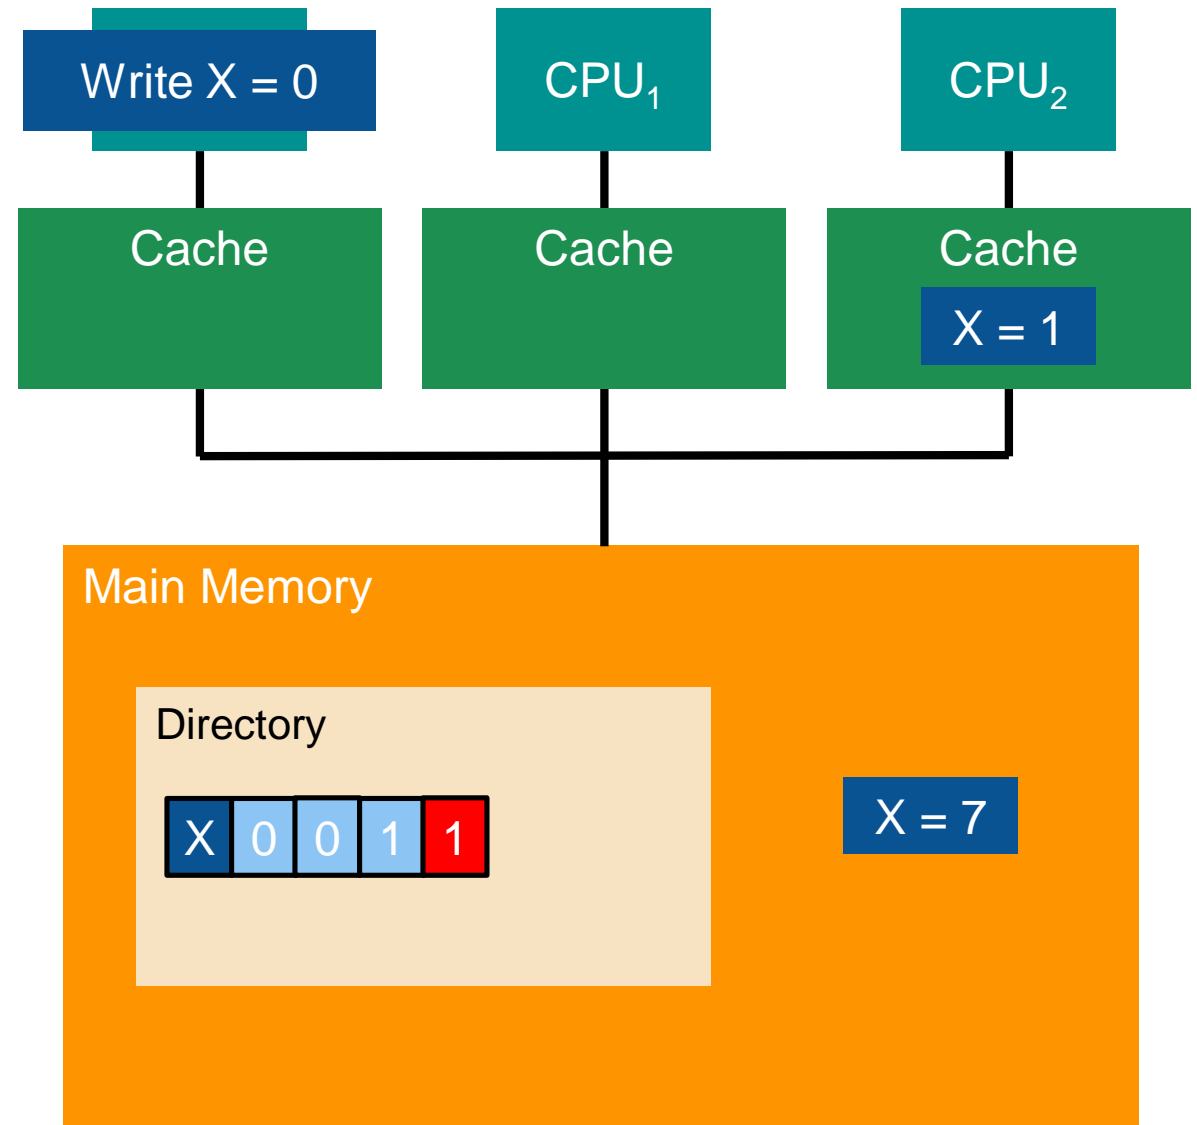 Write X = 0
CPU₁
CPU₂
Cache
Cache
Cache
X = 1
Main Memory
Directory
X 0 0 1 1
X = 7